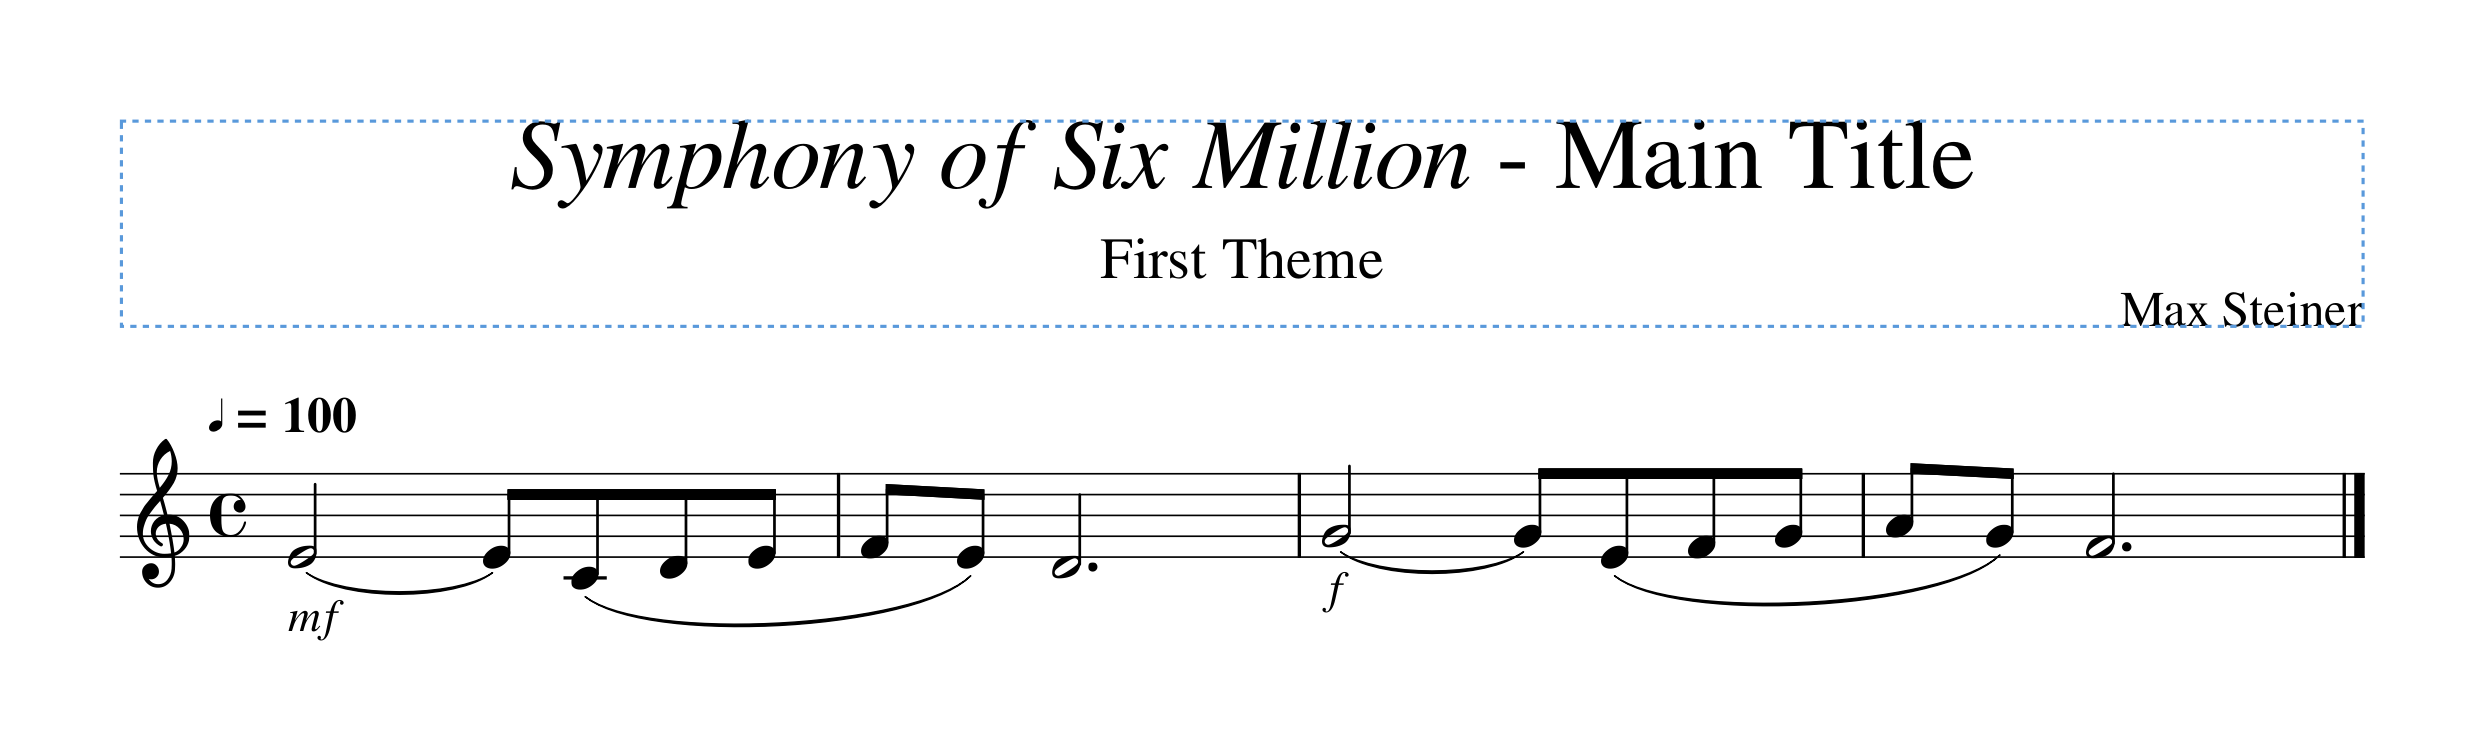 Symphony of Six Million - Main Title
First Theme
Max Steiner
♩ = 100
mf
f